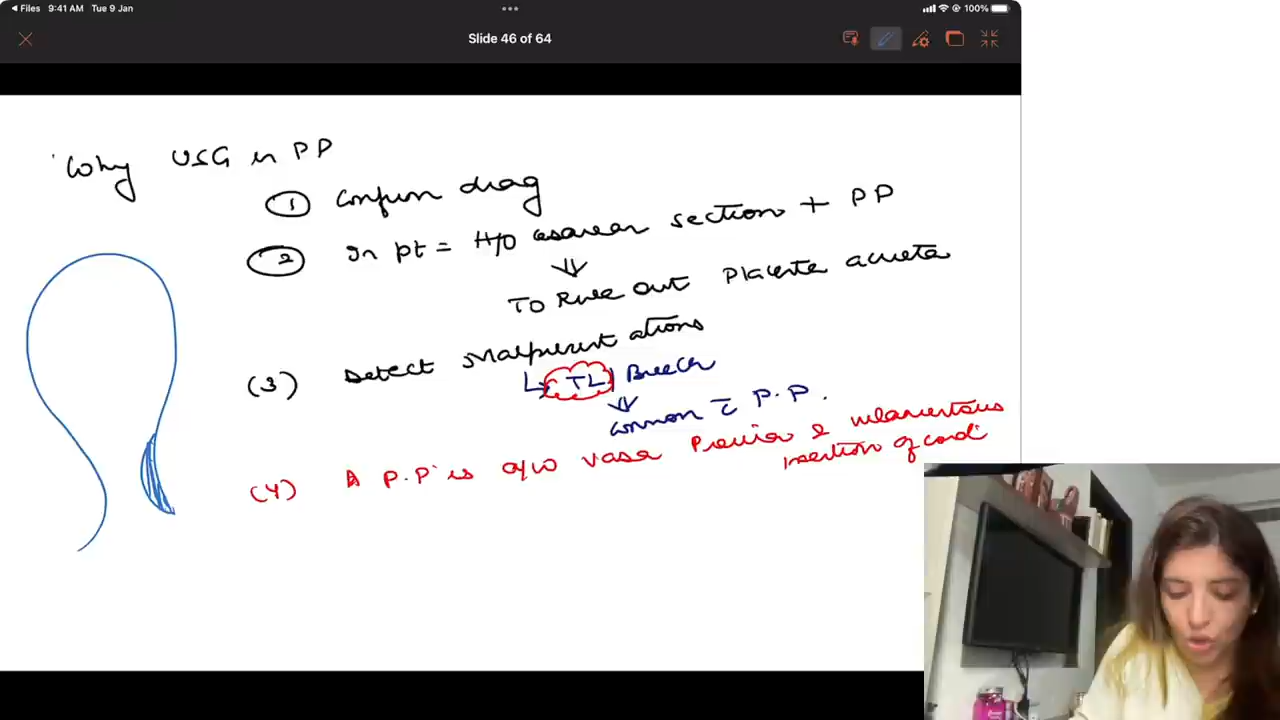 Files 9:41 AM Tue 9 Jan
100%
Slide 46 of 64
Why USG in PP
1 Confirm diag
2 In pt = H/O cesarean section + PP
To Rule out Placenta acreta
(3) Detect Malpresentations
TL / Breech
common c̄ P.P.
(4) A P.P is a/w vasa Previa & velamentous
insertion of cord